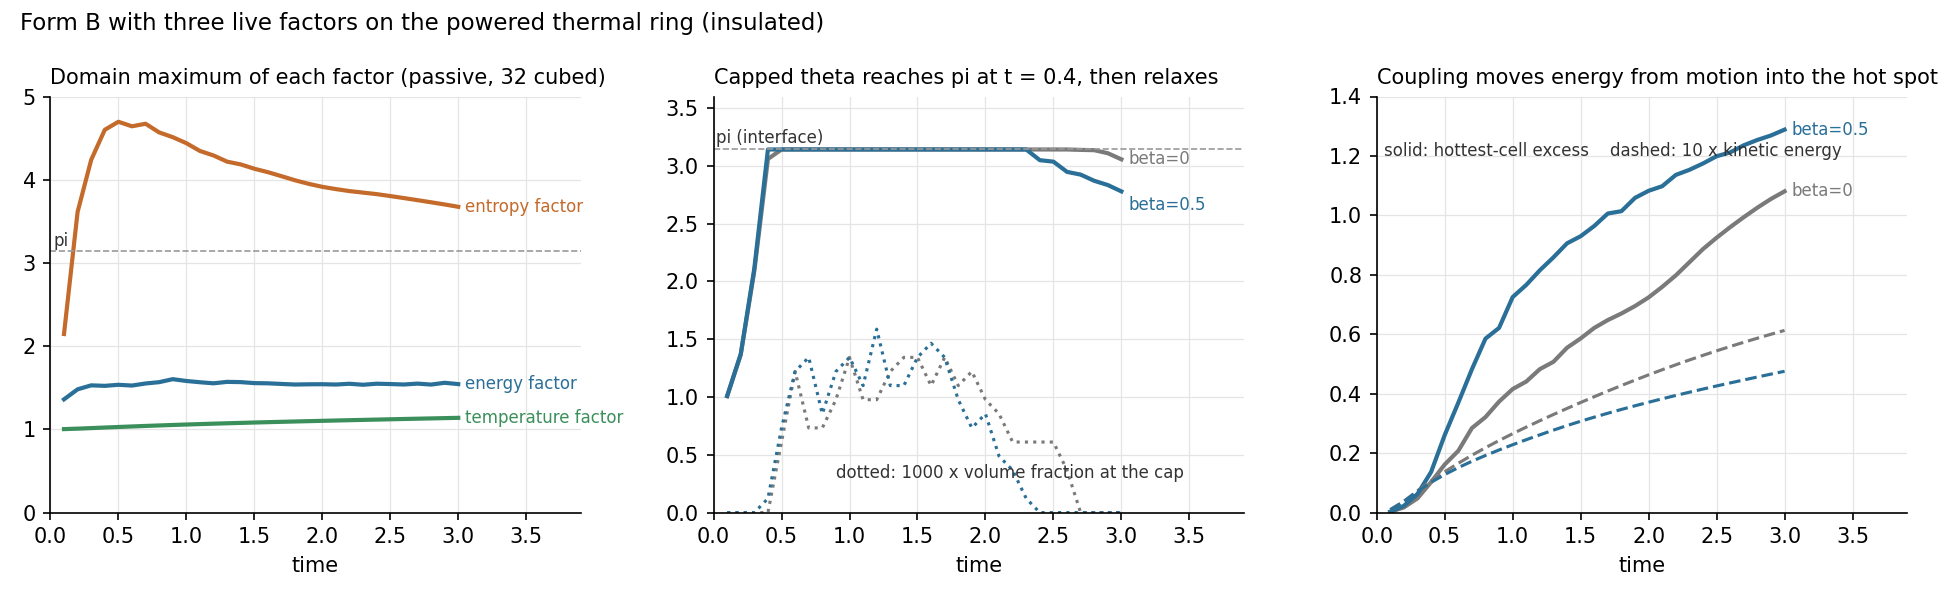 Form B with three live factors on the powered thermal ring (insulated)
Domain maximum of each factor (passive, 32 cubed)
5
4
3
2
1
0
pi
entropy factor
energy factor
temperature factor
0.0 0.5 1.0 1.5 2.0 2.5 3.0 3.5
time
Capped theta reaches pi at t = 0.4, then relaxes
3.5
3.0
2.5
2.0
1.5
1.0
0.5
0.0
pi (interface)
beta=0
beta=0.5
dotted: 1000 x volume fraction at the cap
0.0 0.5 1.0 1.5 2.0 2.5 3.0 3.5
time
Coupling moves energy from motion into the hot spot
1.4
1.2
1.0
0.8
0.6
0.4
0.2
0.0
beta=0.5
solid: hottest-cell excess dashed: 10 x kinetic energy
beta=0
0.0 0.5 1.0 1.5 2.0 2.5 3.0 3.5
time